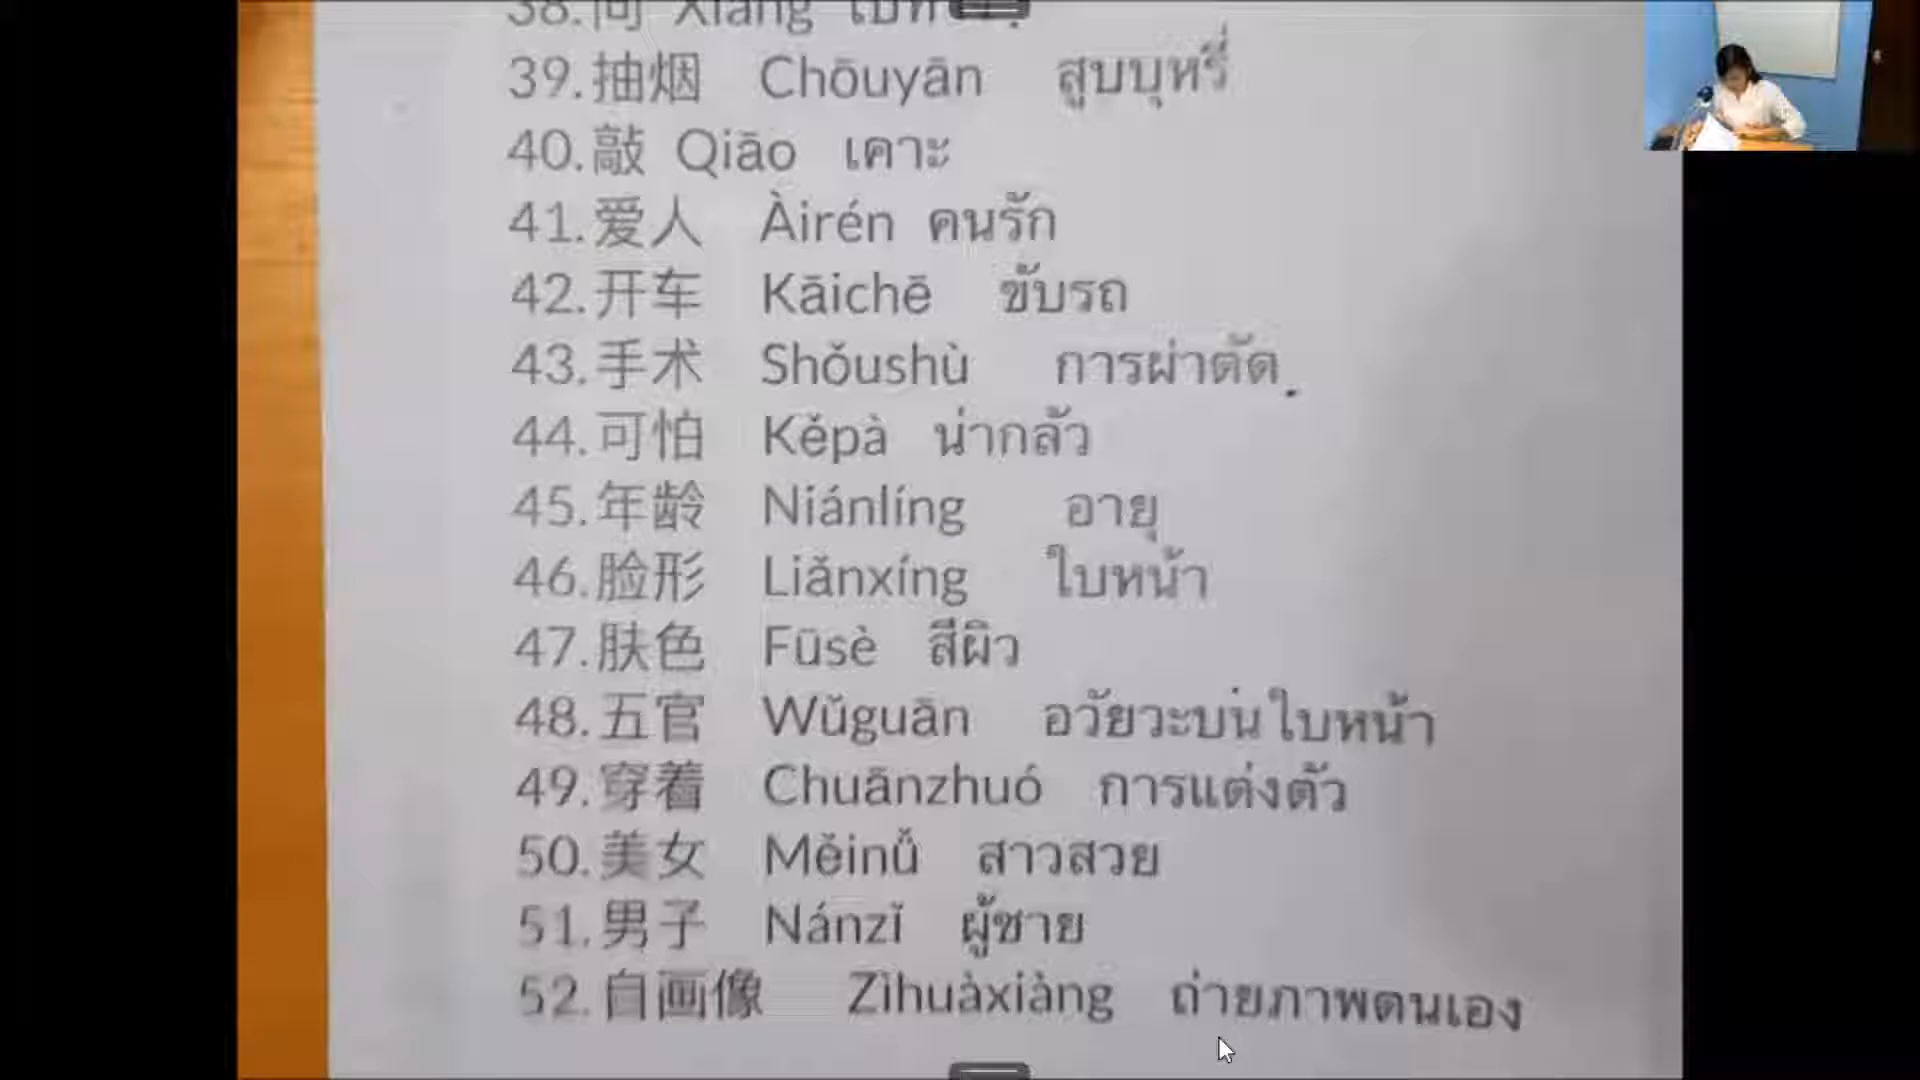 38.向 Xiàng
39.抽烟 Chōuyān สูบบุหรี่
40.敲 Qiāo เคาะ
41.爱人 Àirén คนรัก
42.开车 Kāichē ขับรถ
43.手术 Shǒushù การผ่าตัด
44.可怕 Kěpà น่ากลัว
45.年龄 Niánlíng อายุ
46.脸形 Liǎnxíng ใบหน้า
47.肤色 Fūsè สีผิว
48.五官 Wǔguān อวัยวะบนใบหน้า
49.穿着 Chuānzhuó การแต่งตัว
50.美女 Měinǚ สาวสวย
51.男子 Nánzǐ ผู้ชาย
52.自画像 Zìhuàxiàng ถ่ายภาพตนเอง